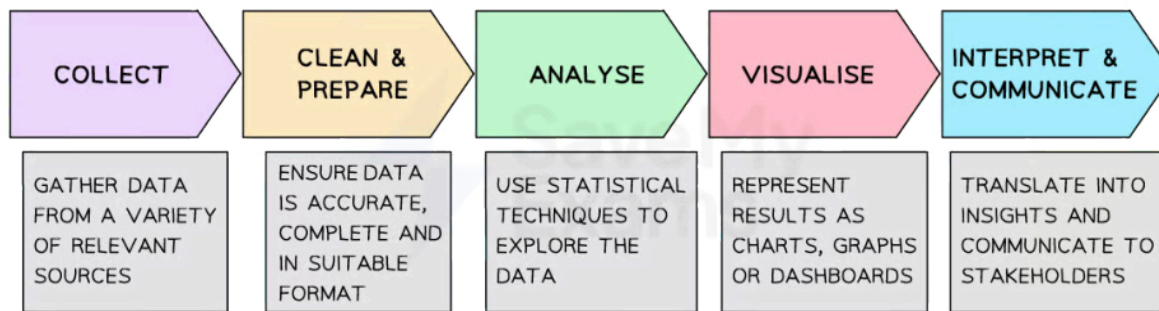 COLLECT
CLEAN &
PREPARE
ANALYSE
VISUALISE
INTERPRET &
COMMUNICATE
GATHER DATA
FROM A VARIETY
OF RELEVANT
SOURCES
ENSURE DATA
IS ACCURATE,
COMPLETE AND
IN SUITABLE
FORMAT
USE STATISTICAL
TECHNIQUES TO
EXPLORE THE
DATA
REPRESENT
RESULTS AS
CHARTS, GRAPHS
OR DASHBOARDS
TRANSLATE INTO
INSIGHTS AND
COMMUNICATE TO
STAKEHOLDERS
SaveMy
Exams